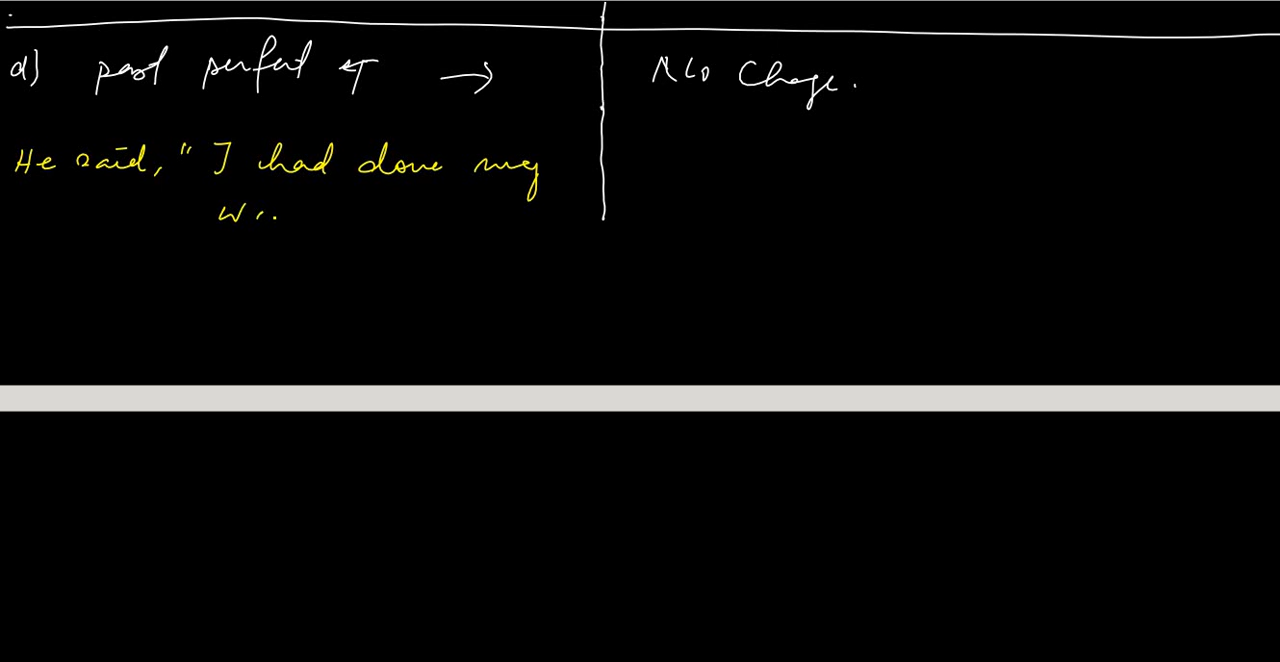 d) past perfect T → No Change.
He said, " I had done my
W